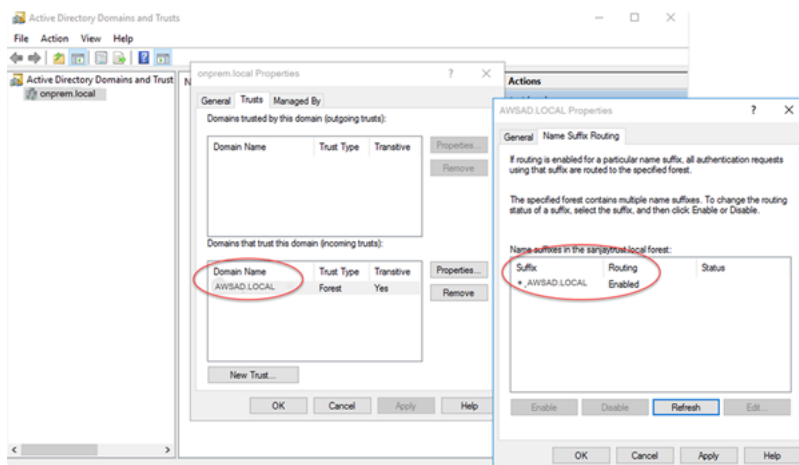 Active Directory Domains and Trusts
File Action View Help
Active Directory Domains and Trust
onprem.local
N
onprem.local Properties
General Trusts Managed By
Domains trusted by this domain (outgoing trusts):
Domain Name Trust Type Transitive
Properties...
Remove
Domains that trust this domain (incoming trusts):
Domain Name Trust Type Transitive
AWSAD.LOCAL Forest Yes
Properties...
Remove
New Trust...
OK Cancel Apply Help
Actions
AWSAD.LOCAL Properties
General Name Suffix Routing
If routing is enabled for a particular name suffix, all authentication requests
using that suffix are routed to the specified forest.
The specified forest contains multiple name suffixes. To change the routing
status of a suffix, select the suffix, and then click Enable or Disable.
Name suffixes in the sanjaytrust.local forest:
Suffix Routing Status
*.AWSAD.LOCAL Enabled
Enable Disable Refresh Edit...
OK Cancel Apply Help